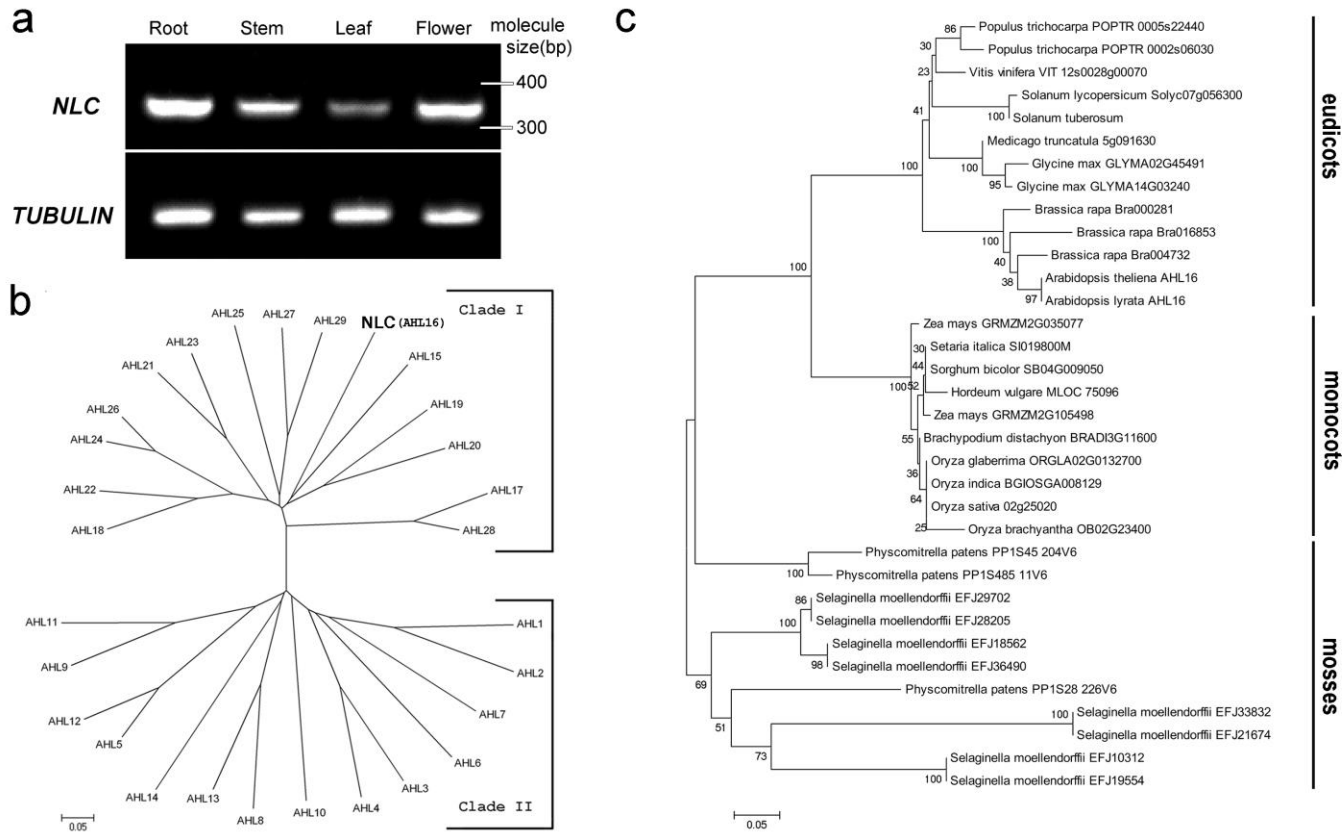 a
Root Stem Leaf Flower molecule
size(bp)
NLC
400
300
TUBULIN
b
Clade I
AHL25
AHL27
AHL29
NLC(AHL16)
AHL23
AHL15
AHL21
AHL19
AHL26
AHL24
AHL20
AHL22
AHL17
AHL18
AHL28
AHL11
AHL1
AHL9
AHL2
AHL12
AHL7
AHL5
AHL6
AHL14
AHL13
AHL3
AHL8
AHL10
AHL4
Clade II
0.05
c
86
Populus trichocarpa POPTR 0005s22440
30
Populus trichocarpa POPTR 0002s06030
23
Vitis vinifera VIT 12s0028g00070
Solanum lycopersicum Solyc07g056300
41
100
Solanum tuberosum
Medicago truncatula 5g091630
100
Glycine max GLYMA02G45491
100
95
Glycine max GLYMA14G03240
Brassica rapa Bra000281
100
Brassica rapa Bra016853
40
Brassica rapa Bra004732
100
38
Arabidopsis theliena AHL16
97
Arabidopsis lyrata AHL16
eudicots
Zea mays GRMZM2G035077
30
Setaria italica SI019800M
44
Sorghum bicolor SB04G009050
100
52
Hordeum vulgare MLOC 75096
Zea mays GRMZM2G105498
55
Brachypodium distachyon BRADI3G11600
Oryza glaberrima ORGLA02G0132700
36
Oryza indica BGIOSGA008129
64
Oryza sativa 02g25020
25
Oryza brachyantha OB02G23400
monocots
Physcomitrella patens PP1S45 204V6
100
Physcomitrella patens PP1S485 11V6
86
Selaginella moellendorffii EFJ29702
100
Selaginella moellendorffii EFJ28205
Selaginella moellendorffii EFJ18562
98
Selaginella moellendorffii EFJ36490
69
Physcomitrella patens PP1S28 226V6
51
100
Selaginella moellendorffii EFJ33832
Selaginella moellendorffii EFJ21674
73
Selaginella moellendorffii EFJ10312
100
Selaginella moellendorffii EFJ19554
mosses
0.05